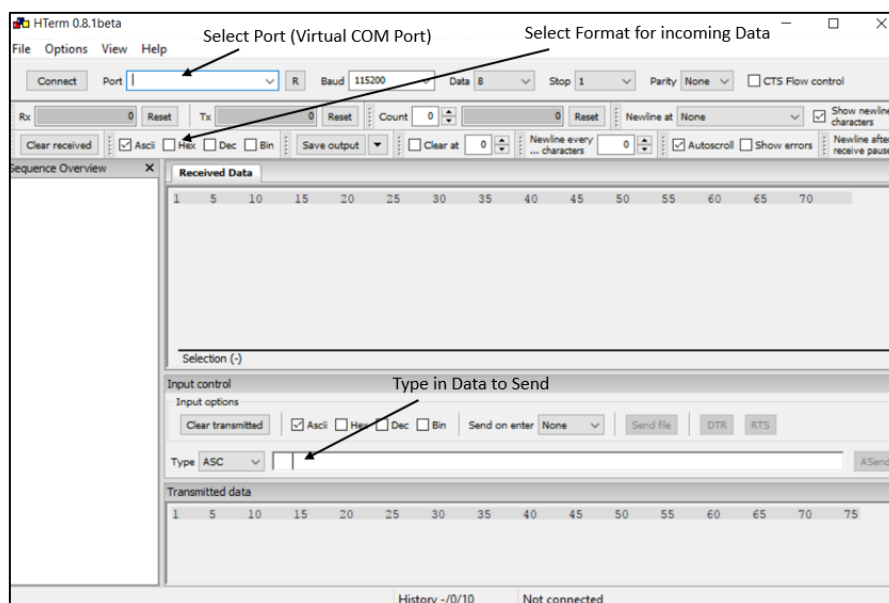 HTerm 0.8.1beta
Select Port (Virtual COM Port)
Select Format for incoming Data
File Options View Help
Connect Port R Baud 115200 Data 8 Stop 1 Parity None CTS Flow control
Rx 0 Reset Tx 0 Reset Count 0 0 Reset Newline at None Show newline characters
Clear received Ascii Hex Dec Bin Save output Clear at 0 Newline every ... characters 0 Autoscroll Show errors Newline after receive pause
Sequence Overview X Received Data
1 5 10 15 20 25 30 35 40 45 50 55 60 65 70
Selection (-)
Input control
Type in Data to Send
Input options
Clear transmitted Ascii Hex Dec Bin Send on enter None Send file DTR RTS
Type ASC ASend
Transmitted data
1 5 10 15 20 25 30 35 40 45 50 55 60 65 70 75
History -/0/10 Not connected